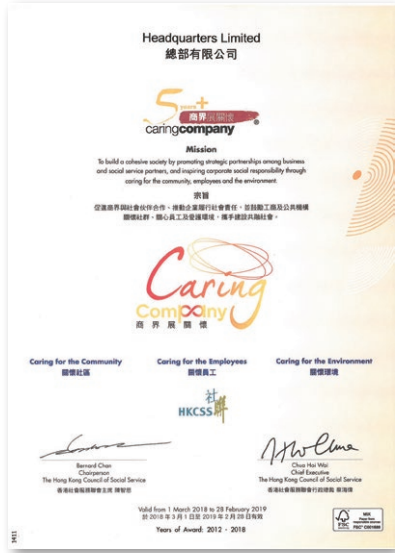 Headquarters Limited
總部有限公司
5 years+
商界展關懷
caringcompany
Mission
To build a cohesive society by promoting strategic partnerships among business
and social service partners, and inspiring corporate social responsibility through
caring for the community, employees and the environment.
宗旨
促進商界與社會伙伴合作、推動企業履行社會責任，並鼓勵工商及公共機構
關懷社群、關心員工及愛護環境，攜手建設共融社會。
Caring
Company
商界展關懷
Caring for the Community
關懷社區
Caring for the Employees
關懷員工
Caring for the Environment
關懷環境
社
HKCSS 聯
Bernard Chan
Chairperson
The Hong Kong Council of Social Service
香港社會服務聯會主席 陳智思
Chua Hoi Wai
Chief Executive
The Hong Kong Council of Social Service
香港社會服務聯會行政總裁 蔡海偉
Valid from 1 March 2018 to 28 February 2019
於 2018 年 3 月 1 日至 2019 年 2 月 28 日有效
Years of Award: 2012 - 2018
FSC
MIX